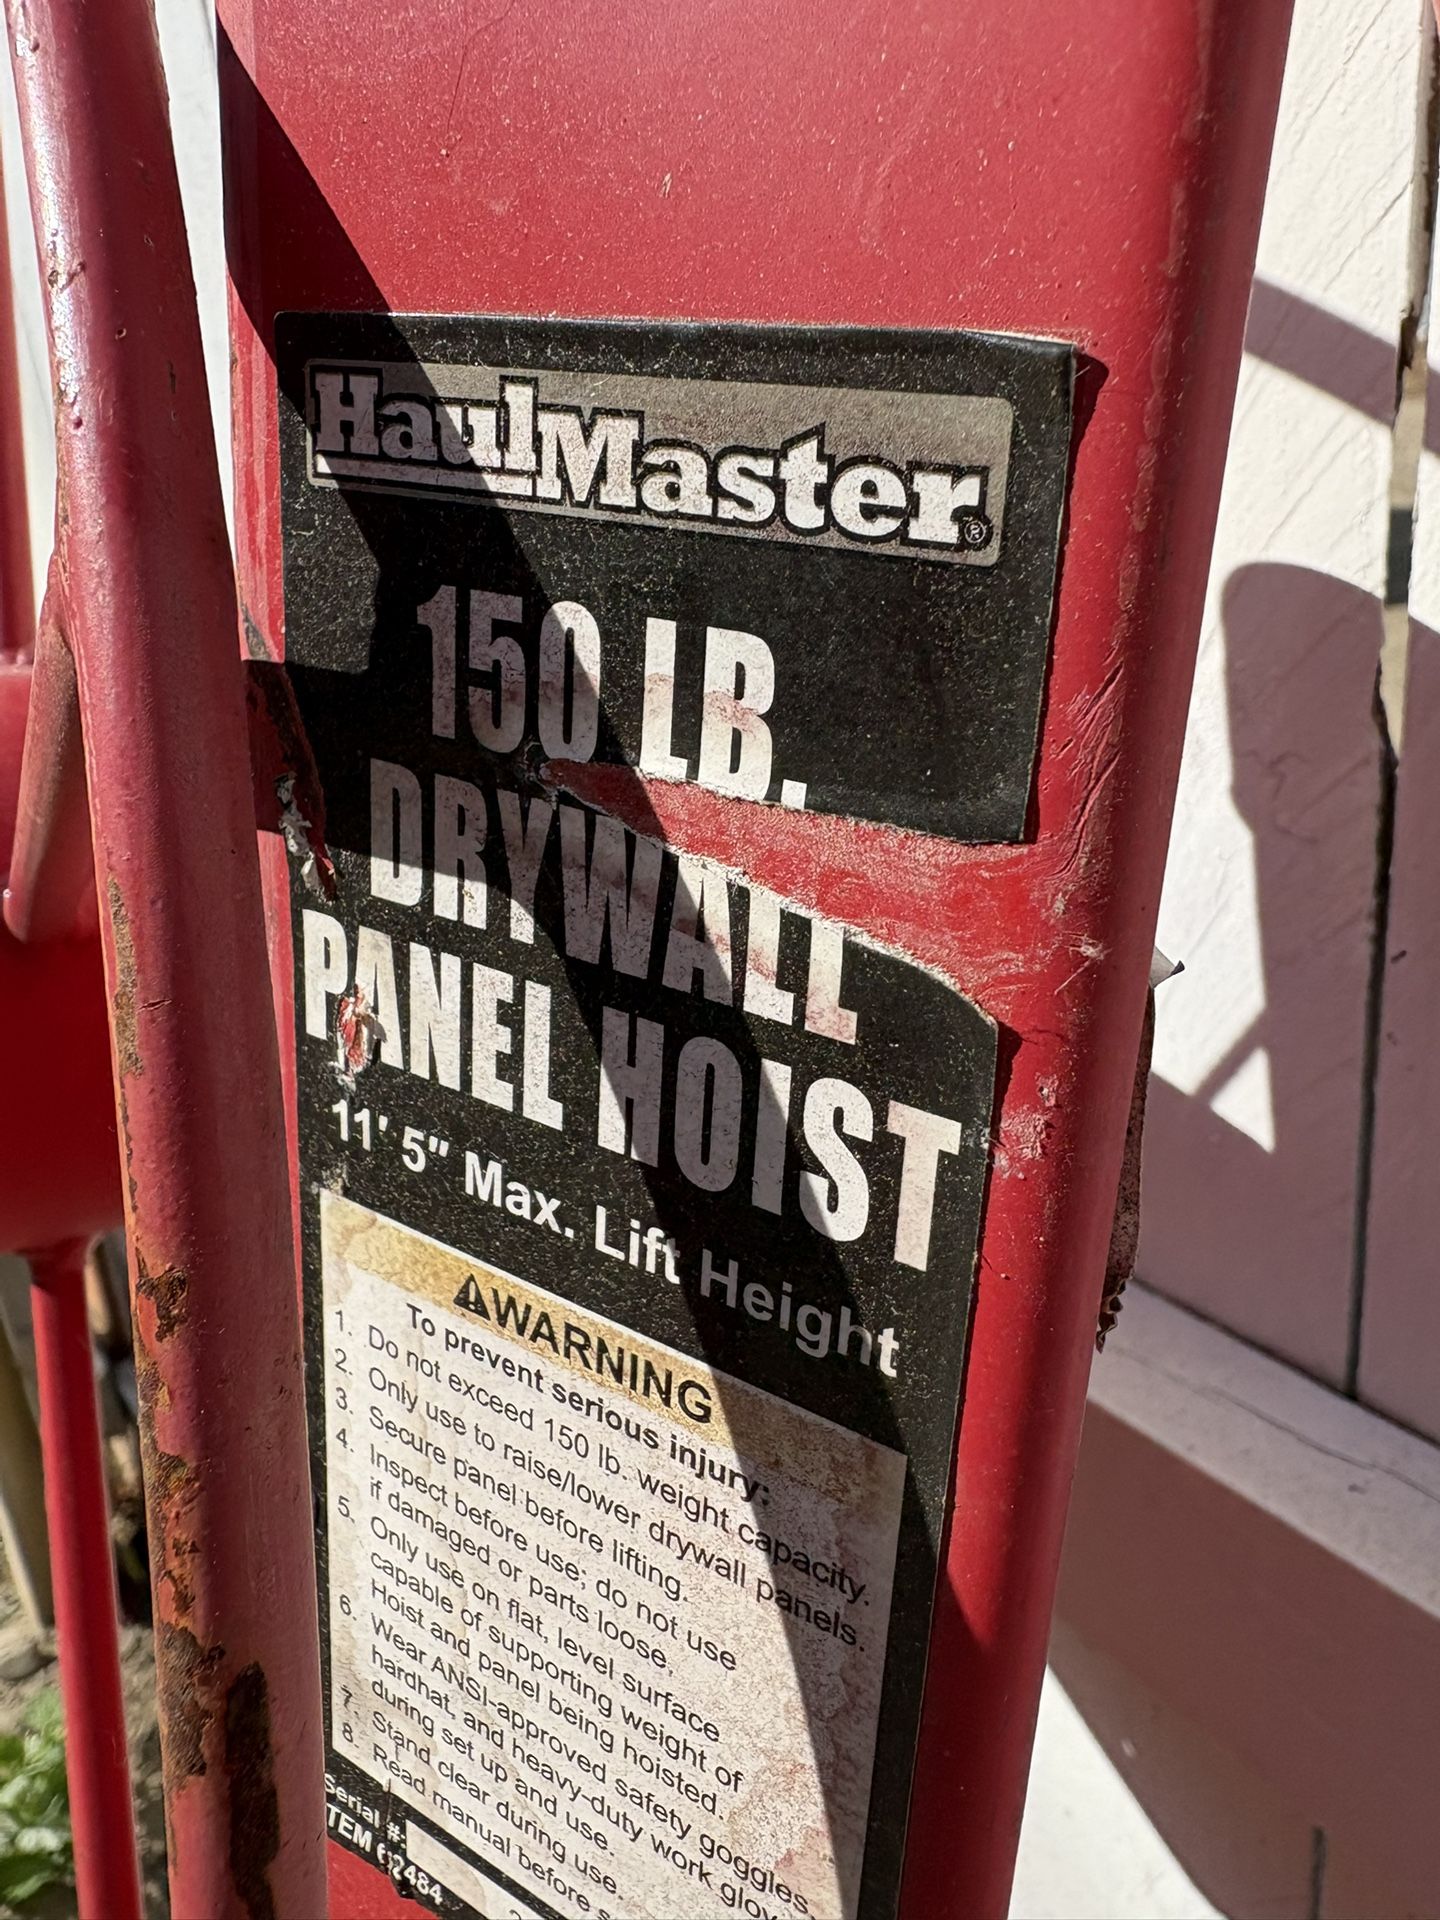 HaulMaster®
150 LB.
DRYWALL
PANEL HOIST
11' 5" Max. Lift Height
⚠WARNING
To prevent serious injury:
1. Do not exceed 150 lb. weight capacity.
2. Only use to raise/lower drywall panels.
3. Secure panel before lifting.
4. Inspect before use; do not use
if damaged or parts loose.
5. Only use on flat, level surface
capable of supporting weight of
Hoist and panel being hoisted.
6. Wear ANSI-approved safety goggles,
hardhat, and heavy-duty work
during set up and use.
7. Stand clear during use.
8. Read manual before
Serial #:
ITEM 62484